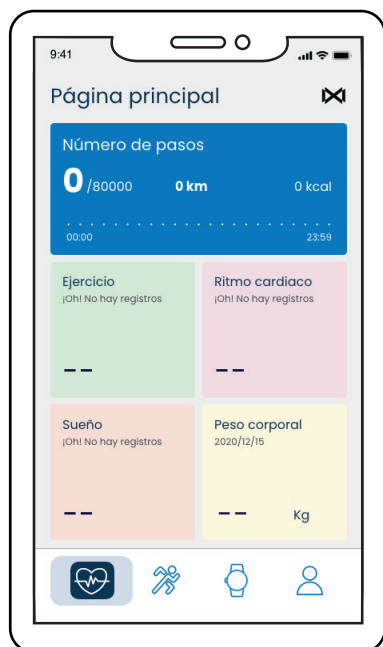 9:41
Página principal
Número de pasos
0 /80000 0 km 0 kcal
00:00 23:59
Ejercicio
¡Oh! No hay registros
--
Ritmo cardiaco
¡Oh! No hay registros
--
Sueño
¡Oh! No hay registros
--
Peso corporal
2020/12/15
-- Kg